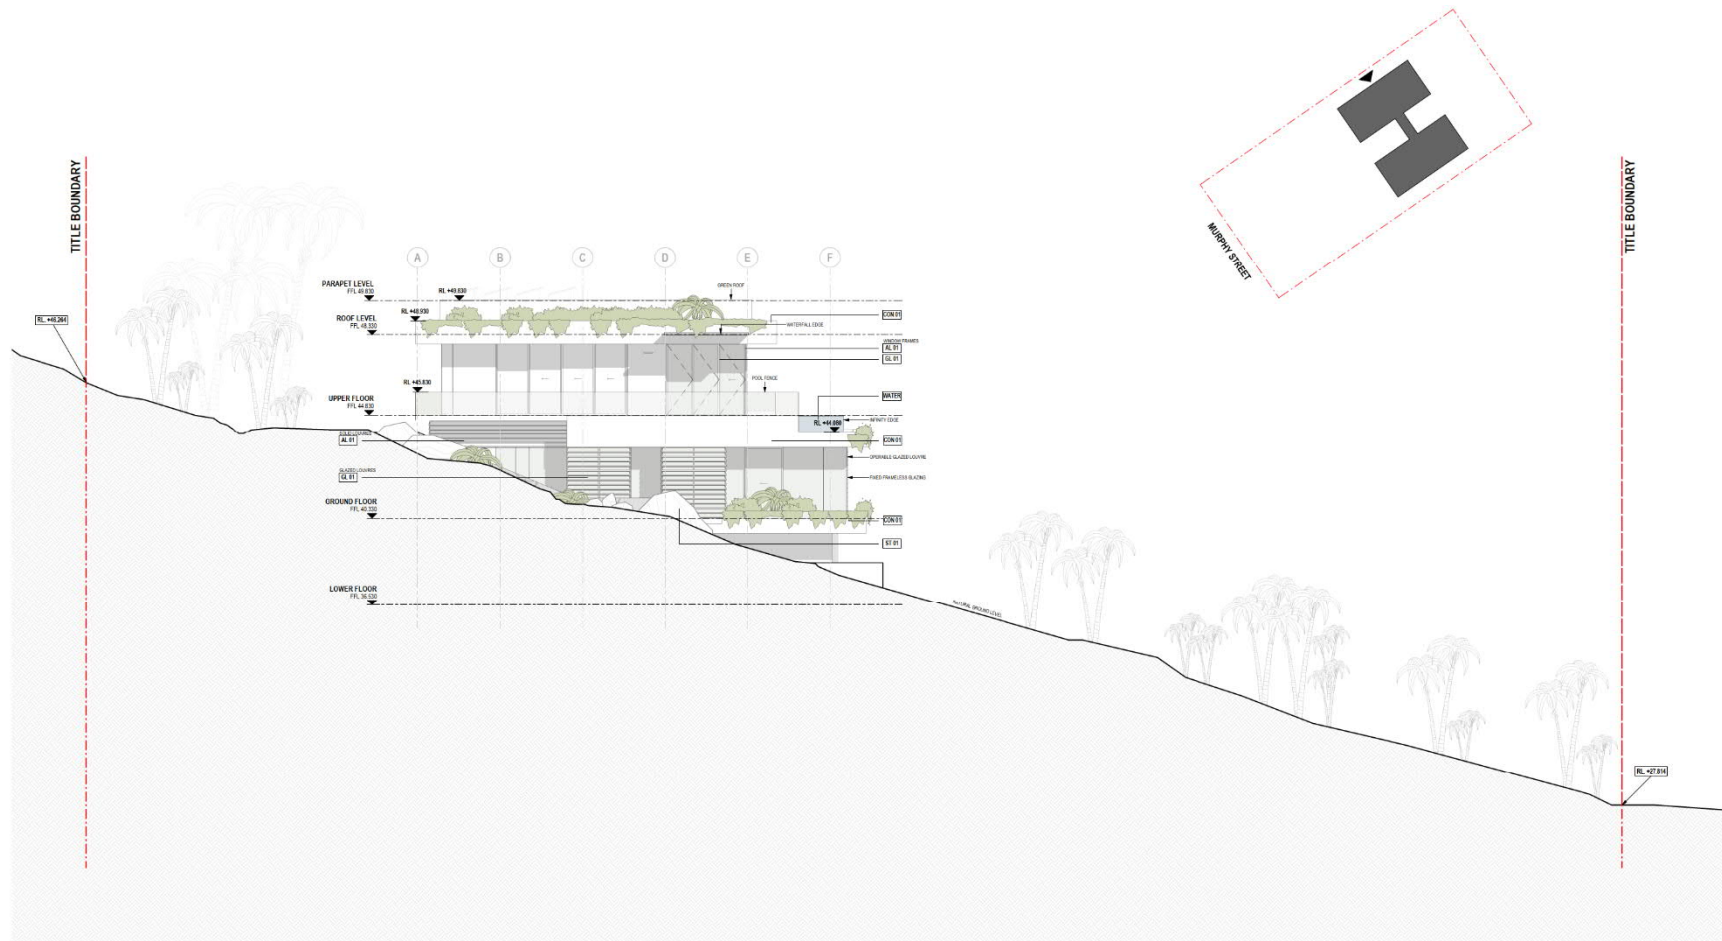 TITLE BOUNDARY
TITLE BOUNDARY
MURPHY STREET
A
B
C
D
E
F
PARAPET LEVEL
FFL 49.830
RL +49.830
GREEN ROOF
RL +48.930
CON 01
ROOF LEVEL
FFL 48.330
WATERFALL EDGE
WINDOW FRAMES
AL 01
GL 01
RL +45.830
POOL FENCE
UPPER FLOOR
FFL 44.830
WATER
INFINITY EDGE
RL +44.080
SOLID LOUVRES
AL 01
CON 01
OPERABLE GLAZED LOUVRE
GLAZED LOUVRES
GL 01
FIXED FRAMELESS GLAZING
GROUND FLOOR
FFL 40.330
CON 01
ST 01
LOWER FLOOR
FFL 36.530
NATURAL GROUND LEVEL
RL. +46.264
RL. +27.614